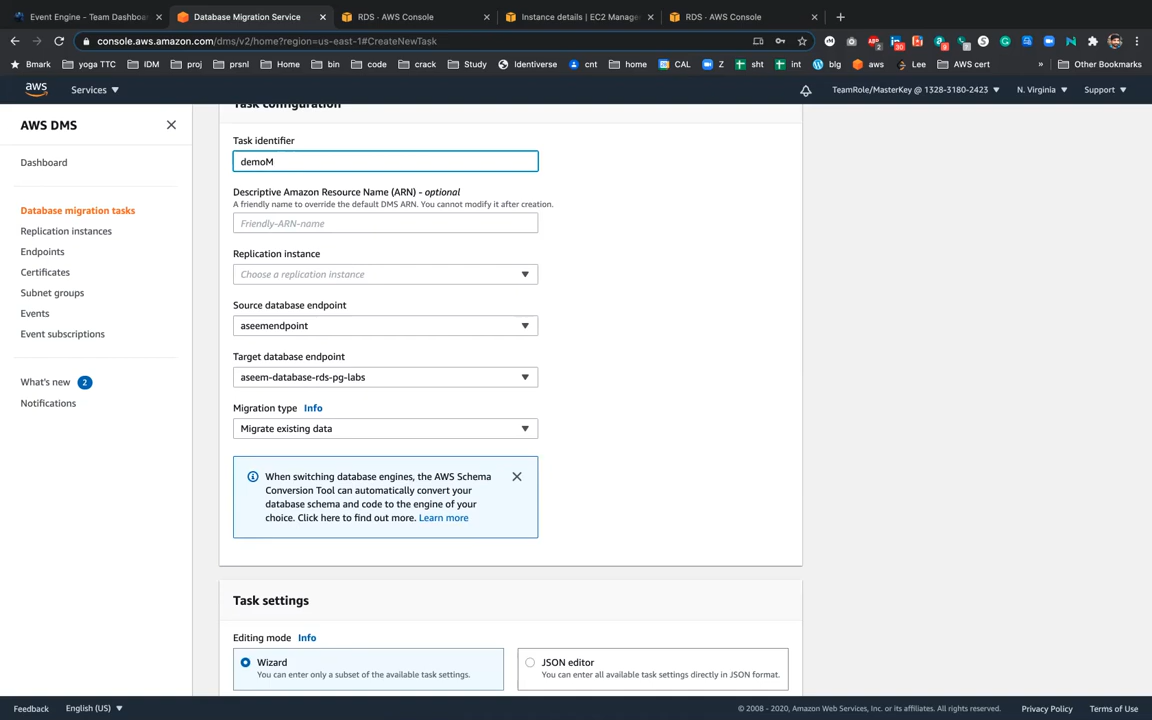 Event Engine - Team Dashboa
Database Migration Service
RDS · AWS Console
Instance details | EC2 Manage
RDS · AWS Console
console.aws.amazon.com/dms/v2/home?region=us-east-1#CreateNewTask
Bmark yoga TTC IDM proj prsnl Home bin code crack Study Identiverse cnt home CAL Z sht int blg aws Lee AWS cert » Other Bookmarks
aws Services TeamRole/MasterKey @ 1328-3180-2423 N. Virginia Support
AWS DMS
Dashboard
Database migration tasks
Replication instances
Endpoints
Certificates
Subnet groups
Events
Event subscriptions
What's new 2
Notifications
Task configuration
Task identifier
demoM
Descriptive Amazon Resource Name (ARN) - optional
A friendly name to override the default DMS ARN. You cannot modify it after creation.
Friendly-ARN-name
Replication instance
Choose a replication instance
Source database endpoint
aseemendpoint
Target database endpoint
aseem-database-rds-pg-labs
Migration type Info
Migrate existing data
When switching database engines, the AWS Schema
Conversion Tool can automatically convert your
database schema and code to the engine of your
choice. Click here to find out more. Learn more
Task settings
Editing mode Info
Wizard
You can enter only a subset of the available task settings.
JSON editor
You can enter all available task settings directly in JSON format.
Feedback English (US) © 2008 - 2020, Amazon Web Services, Inc. or its affiliates. All rights reserved. Privacy Policy Terms of Use